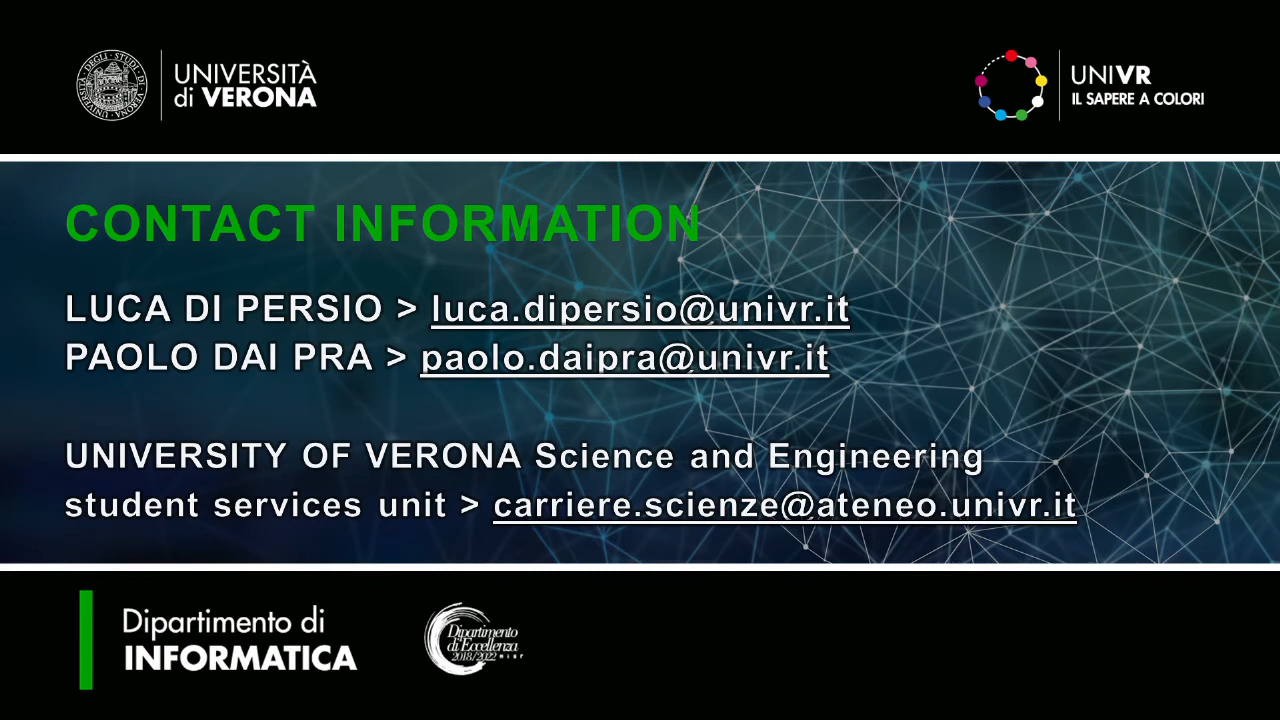 UNIVERSITÀ
di VERONA
UNIVR
IL SAPERE A COLORI
CONTACT INFORMATION
LUCA DI PERSIO > luca.dipersio@univr.it
PAOLO DAI PRA > paolo.daipra@univr.it
UNIVERSITY OF VERONA Science and Engineering
student services unit > carriere.scienze@ateneo.univr.it
Dipartimento di
INFORMATICA
Dipartimento
di Eccellenza
2018/2022